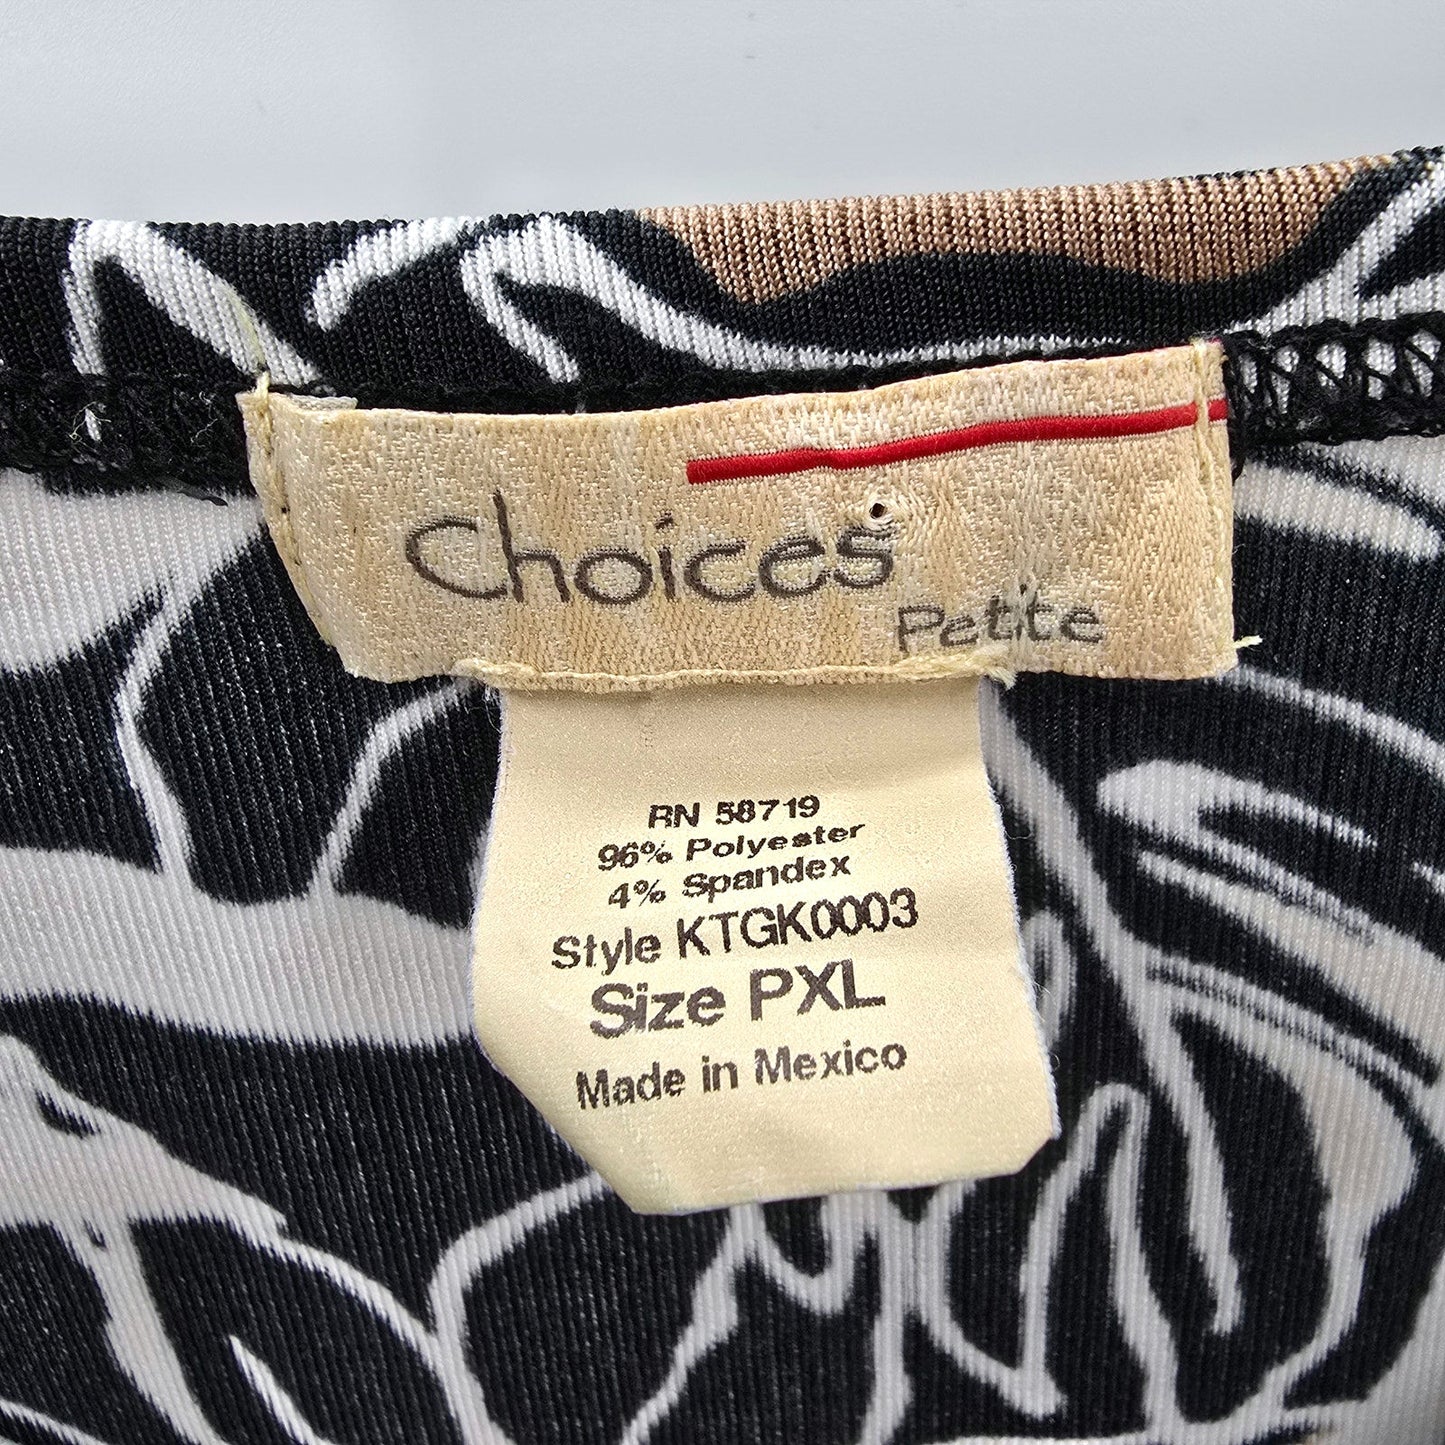 Choices
Petite
RN 58719
96% Polyester
4% Spandex
Style KTGK0003
Size PXL
Made in Mexico